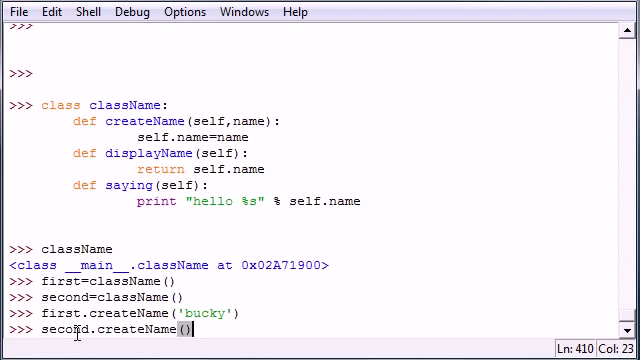 File Edit Shell Debug Options Windows Help
>>>
>>>
>>> class className:
def createName(self,name):
self.name=name
def displayName(self):
return self.name
def saying(self):
print "hello %s" % self.name
>>> className
<class __main__.className at 0x02A71900>
>>> first=className()
>>> second=className()
>>> first.createName('bucky')
>>> second.createName()
Ln: 410 Col: 23